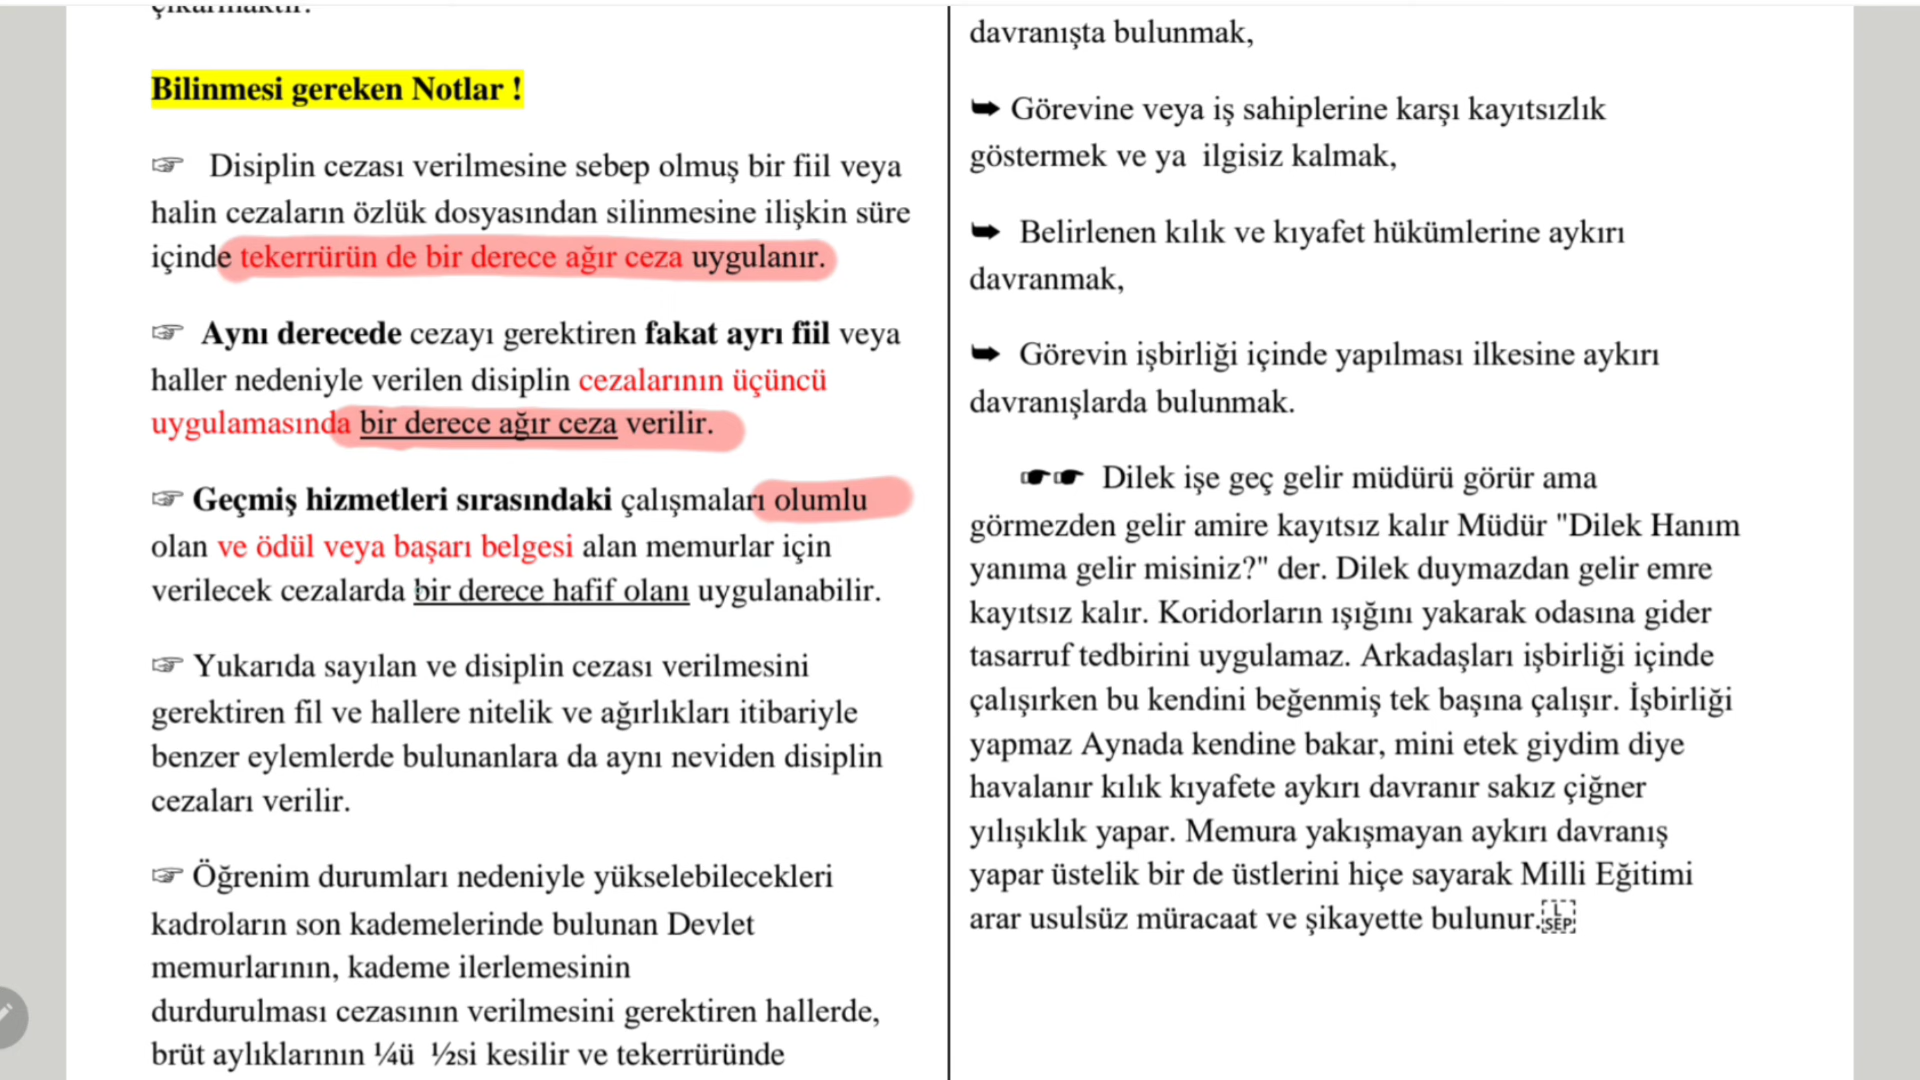 çıkarmaktır.
Bilinmesi gereken Notlar !
☞ Disiplin cezası verilmesine sebep olmuş bir fiil veya
halin cezaların özlük dosyasından silinmesine ilişkin süre
içinde tekerrürün de bir derece ağır ceza uygulanır.
☞ Aynı derecede cezayı gerektiren fakat ayrı fiil veya
haller nedeniyle verilen disiplin cezalarının üçüncü
uygulamasında bir derece ağır ceza verilir.
☞ Geçmiş hizmetleri sırasındaki çalışmaları olumlu
olan ve ödül veya başarı belgesi alan memurlar için
verilecek cezalarda bir derece hafif olanı uygulanabilir.
☞ Yukarıda sayılan ve disiplin cezası verilmesini
gerektiren fil ve hallere nitelik ve ağırlıkları itibariyle
benzer eylemlerde bulunanlara da aynı neviden disiplin
cezaları verilir.
☞ Öğrenim durumları nedeniyle yükselebilecekleri
kadroların son kademelerinde bulunan Devlet
memurlarının, kademe ilerlemesinin
durdurulması cezasının verilmesini gerektiren hallerde,
brüt aylıklarının ¼ü ½si kesilir ve tekerrüründe
davranışta bulunmak,
➥ Görevine veya iş sahiplerine karşı kayıtsızlık
göstermek ve ya ilgisiz kalmak,
➥ Belirlenen kılık ve kıyafet hükümlerine aykırı
davranmak,
➥ Görevin işbirliği içinde yapılması ilkesine aykırı
davranışlarda bulunmak.
☛☛ Dilek işe geç gelir müdürü görür ama
görmezden gelir amire kayıtsız kalır Müdür "Dilek Hanım
yanıma gelir misiniz?" der. Dilek duymazdan gelir emre
kayıtsız kalır. Koridorların ışığını yakarak odasına gider
tasarruf tedbirini uygulamaz. Arkadaşları işbirliği içinde
çalışırken bu kendini beğenmiş tek başına çalışır. İşbirliği
yapmaz Aynada kendine bakar, mini etek giydim diye
havalanır kılık kıyafete aykırı davranır sakız çiğner
yılışıklık yapar. Memura yakışmayan aykırı davranış
yapar üstelik bir de üstlerini hiçe sayarak Milli Eğitimi
arar usulsüz müracaat ve şikayette bulunur.
L SEP